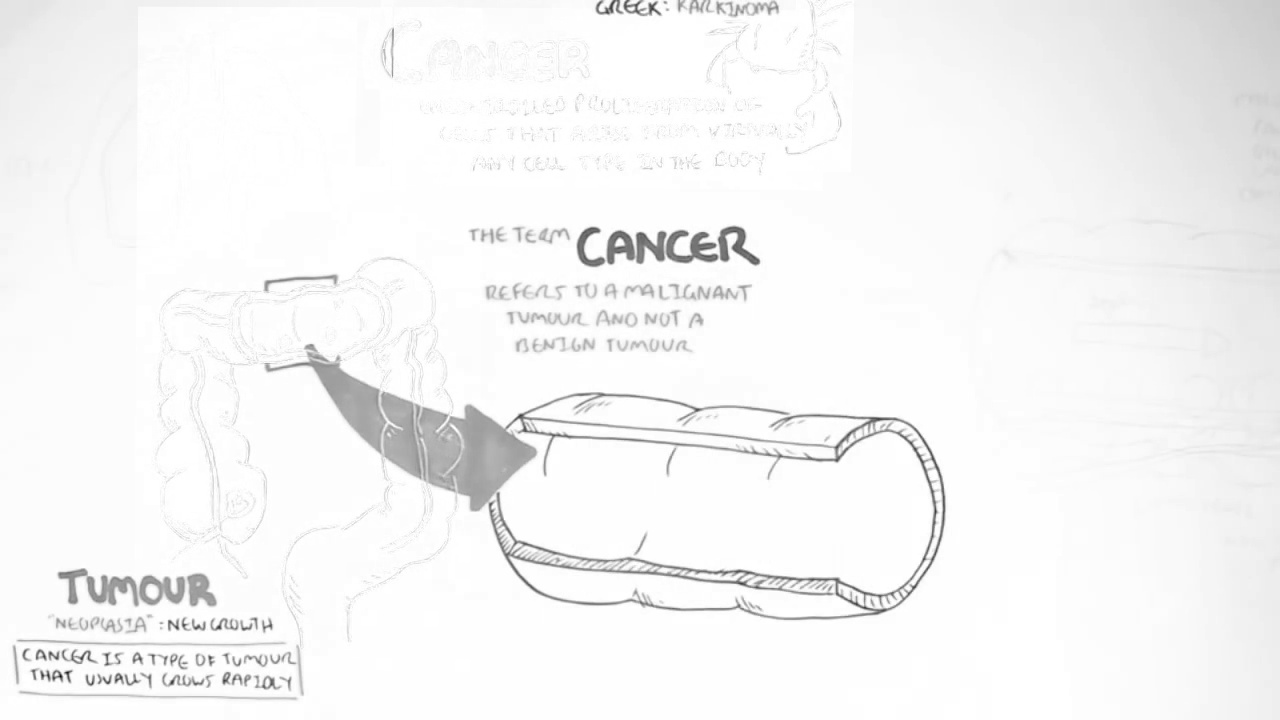 GREEK: KARKINOMA
CANCER
UNCONTROLLED PROLIFERATION OF
CELLS THAT ARISE FROM VIRTUALLY
ANY CELL TYPE IN THE BODY
THE TERM CANCER
REFERS TO A MALIGNANT
TUMOUR AND NOT A
BENIGN TUMOUR
TUMOUR
"NEOPLASIA" : NEW GROWTH
CANCER IS A TYPE OF TUMOUR
THAT USUALLY GROWS RAPIDLY